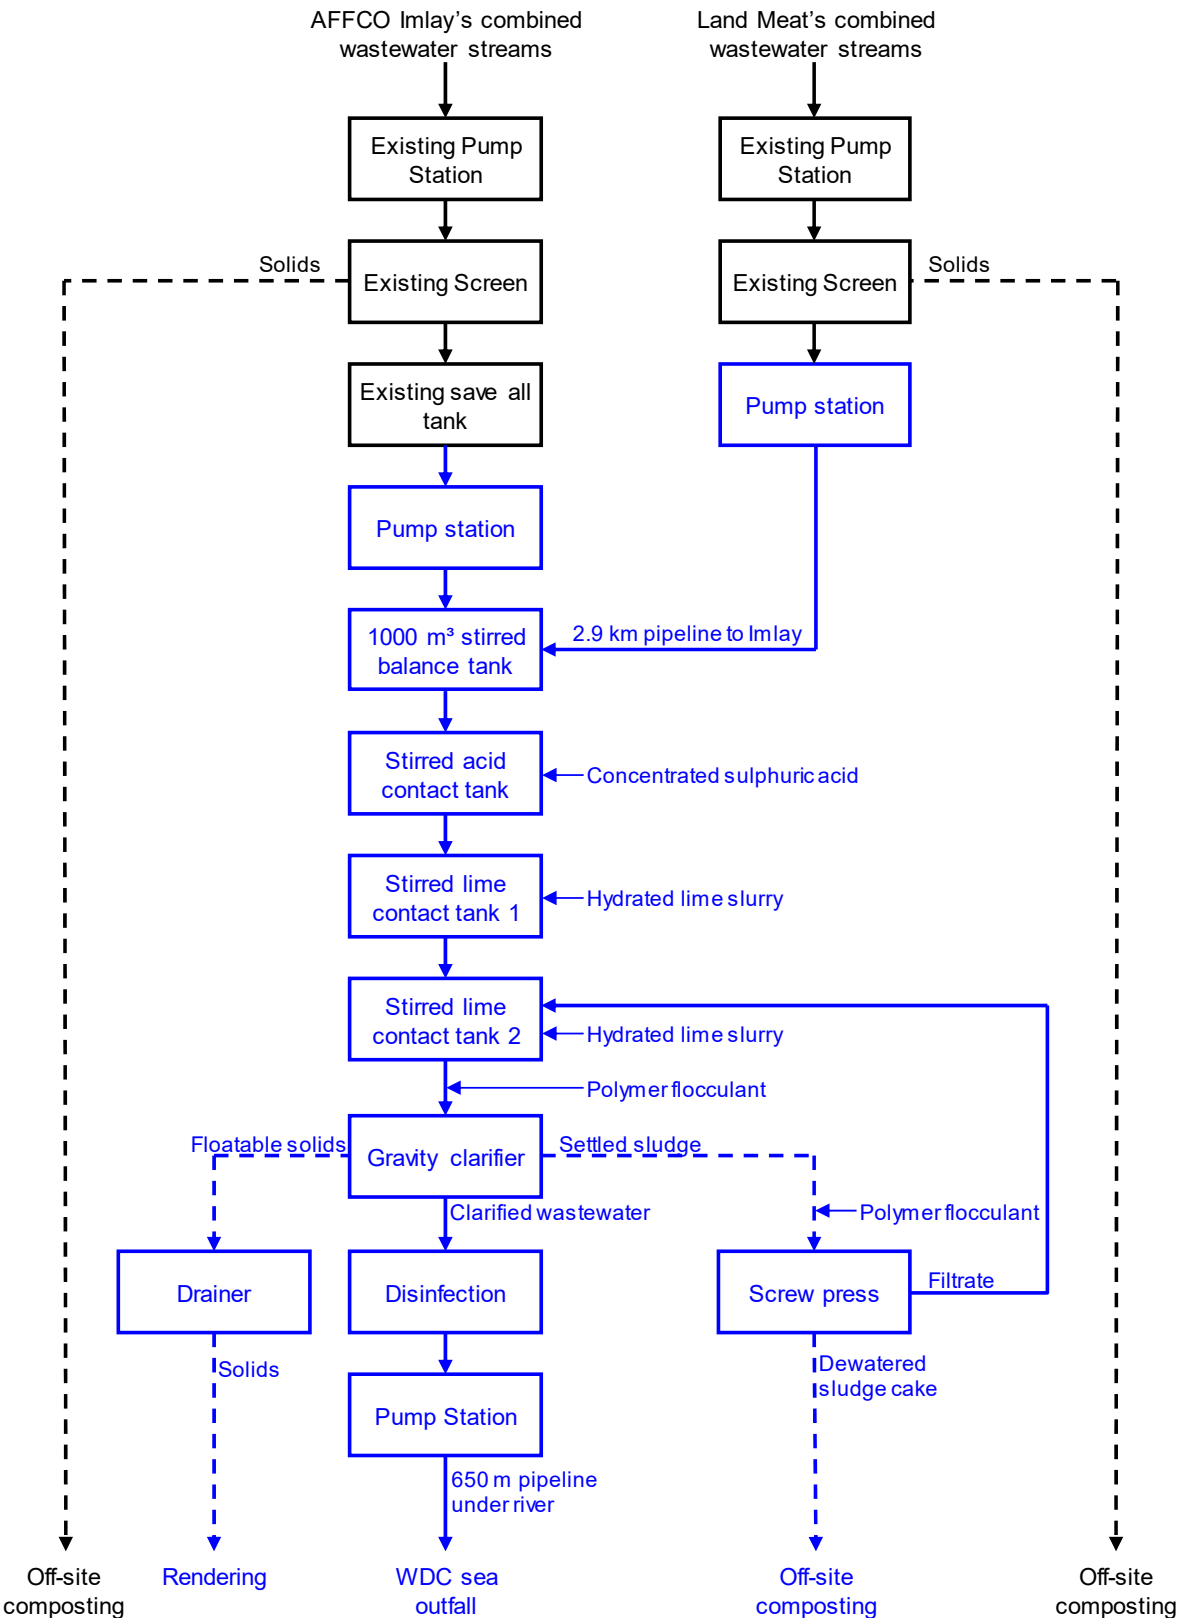 AFFCO Imlay's combined
wastewater streams
Land Meat's combined
wastewater streams
Existing Pump
Station
Existing Pump
Station
Solids
Existing Screen
Existing Screen
Solids
Existing save all
tank
Pump station
Pump station
1000 m³ stirred
balance tank
2.9 km pipeline to Imlay
Stirred acid
contact tank
Concentrated sulphuric acid
Stirred lime
contact tank 1
Hydrated lime slurry
Stirred lime
contact tank 2
Hydrated lime slurry
Polymer flocculant
Floatable solids
Gravity clarifier
Settled sludge
Clarified wastewater
Polymer flocculant
Drainer
Disinfection
Screw press
Filtrate
Solids
Dewatered
sludge cake
Pump Station
650 m pipeline
under river
Off-site
composting
Rendering
WDC sea
outfall
Off-site
composting
Off-site
composting